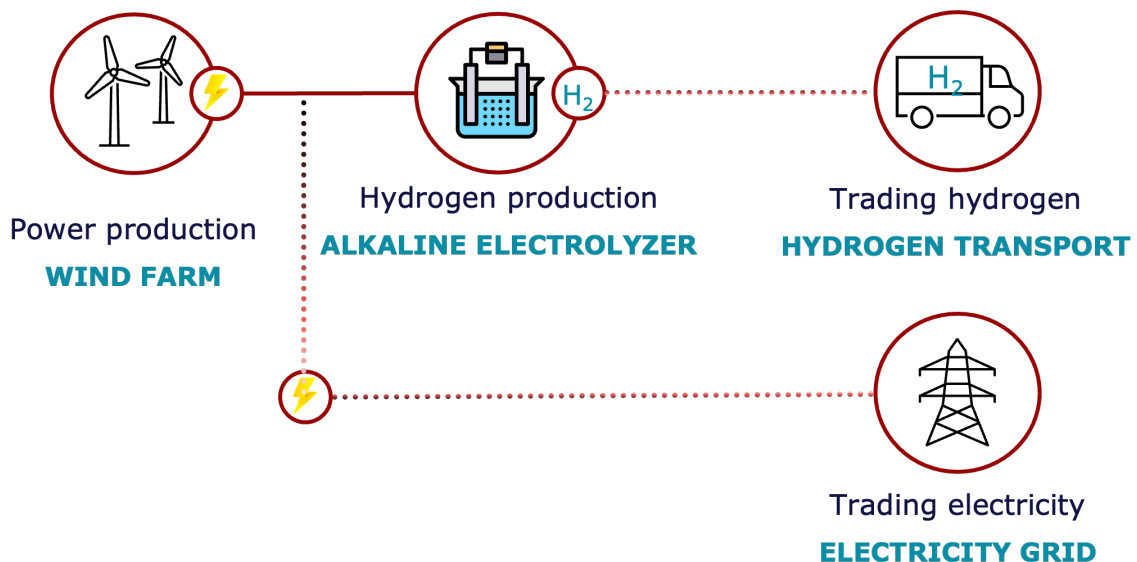 H₂
H₂
Hydrogen production
ALKALINE ELECTROLYZER
Trading hydrogen
HYDROGEN TRANSPORT
Power production
WIND FARM
Trading electricity
ELECTRICITY GRID